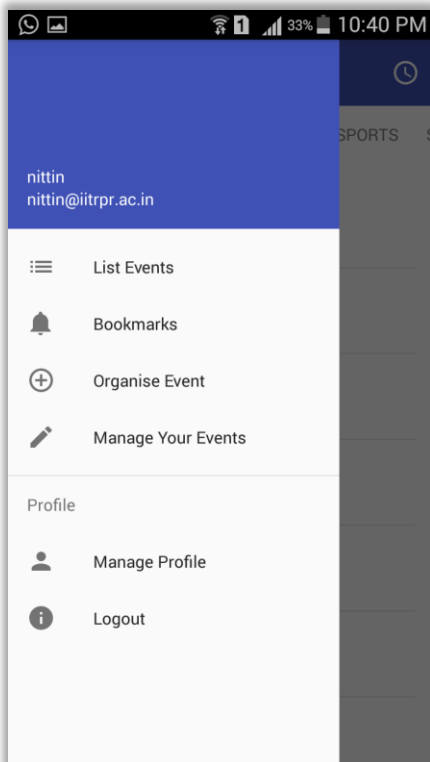 1 33% 10:40 PM
SPORTS S
nittin
nittin@iitrpr.ac.in
List Events
Bookmarks
Organise Event
Manage Your Events
Profile
Manage Profile
Logout